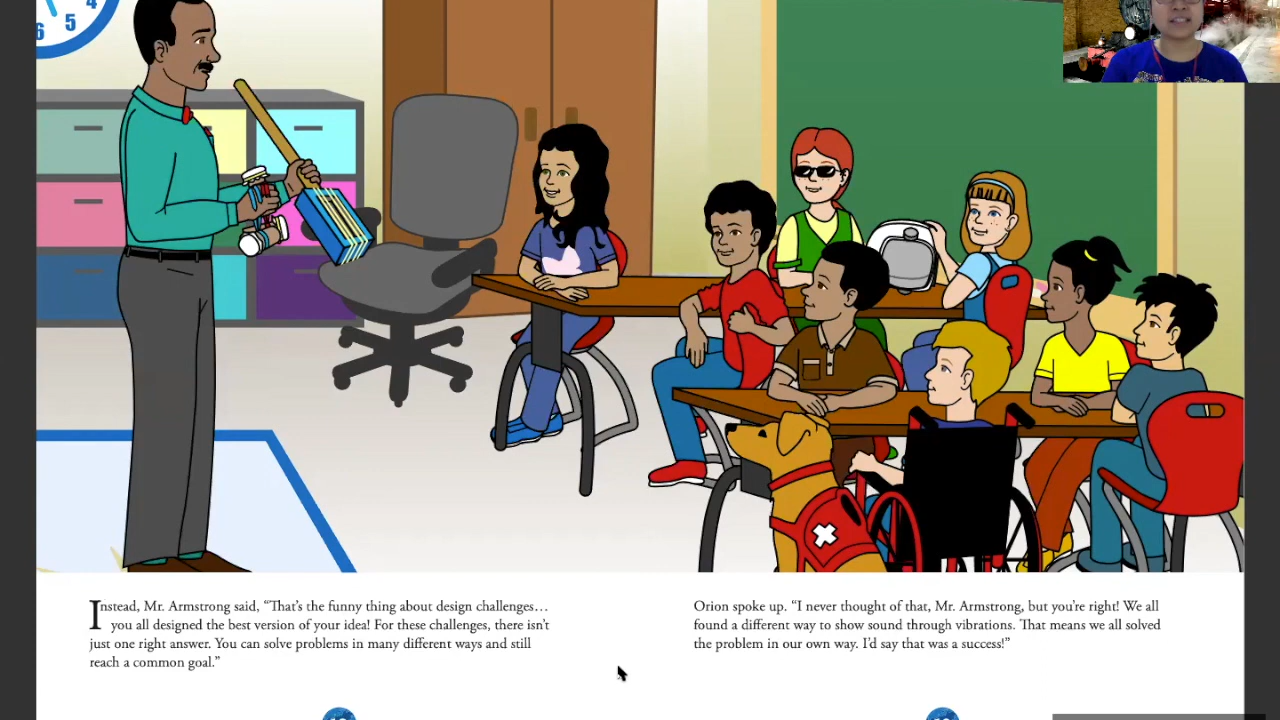 4
5
6
Instead, Mr. Armstrong said, “That’s the funny thing about design challenges…
you all designed the best version of your idea! For these challenges, there isn’t
just one right answer. You can solve problems in many different ways and still
reach a common goal.”
Orion spoke up. “I never thought of that, Mr. Armstrong, but you’re right! We all
found a different way to show sound through vibrations. That means we all solved
the problem in our own way. I’d say that was a success!”